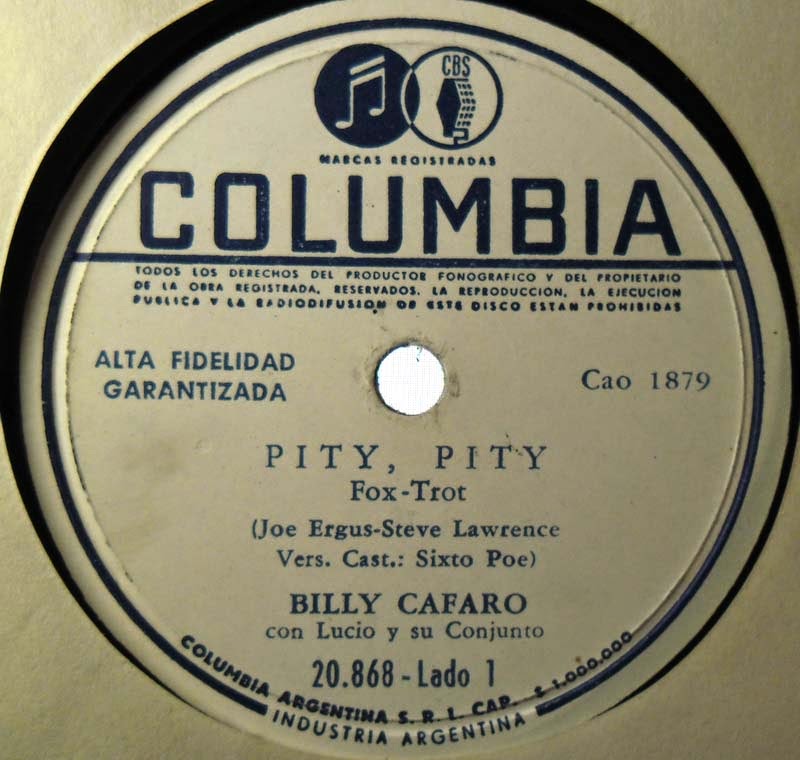 CBS
MARCAS REGISTRADAS
COLUMBIA
TODOS LOS DERECHOS DEL PRODUCTOR FONOGRAFICO Y DEL PROPIETARIO
DE LA OBRA REGISTRADA, RESERVADOS. LA REPRODUCCION, LA EJECUCION
PUBLICA Y LA RADIODIFUSION DE ESTE DISCO ESTAN PROHIBIDAS
ALTA FIDELIDAD
GARANTIZADA
Cao 1879
PITY, PITY
Fox-Trot
(Joe Ergus-Steve Lawrence
Vers. Cast.: Sixto Poe)
BILLY CAFARO
con Lucio y su Conjunto
20.868 - Lado 1
COLUMBIA ARGENTINA S. R. L. CAP. $ 1.000.000
INDUSTRIA ARGENTINA